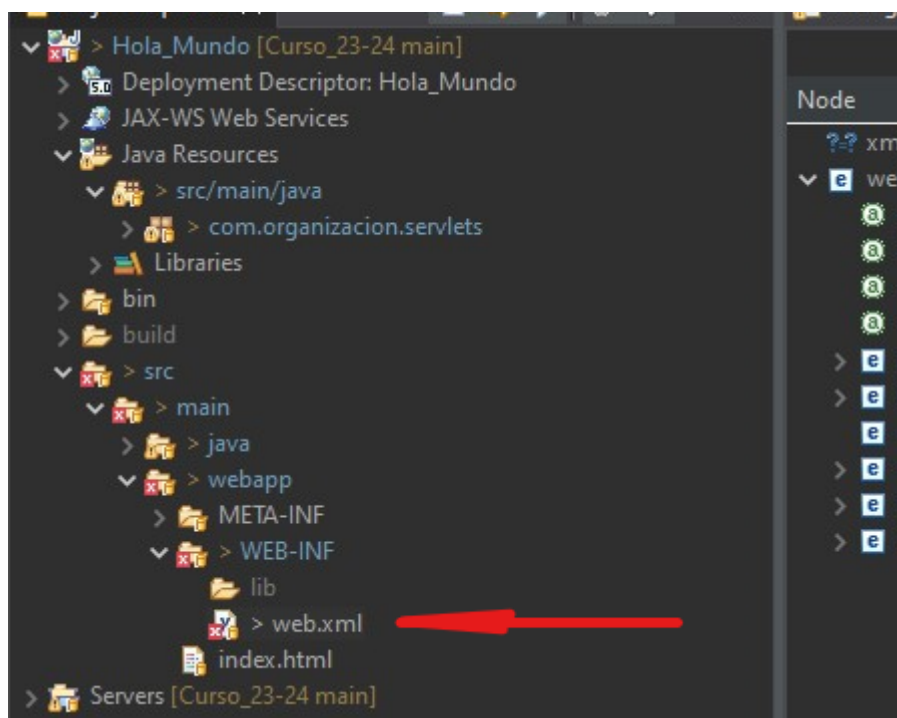 > Hola_Mundo [Curso_23-24 main]
5.0 Deployment Descriptor: Hola_Mundo
JAX-WS Web Services
Java Resources
> src/main/java
> com.organizacion.servlets
Libraries
bin
build
> src
> main
> java
> webapp
META-INF
> WEB-INF
lib
> web.xml
index.html
Servers [Curso_23-24 main]
Node
?=? xm
e we
a
a
a
a
e
e
e
e
e
e